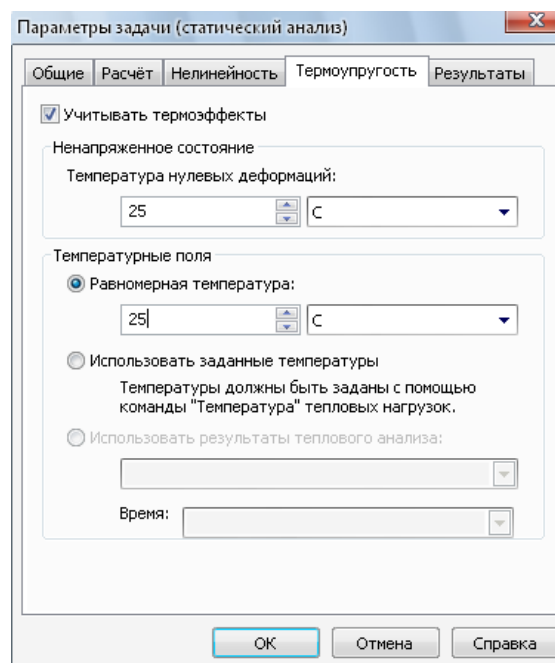 Параметры задачи (статический анализ)
Общие Расчёт Нелинейность Термоупругость Результаты
Учитывать термоэффекты
Ненапряженное состояние
Температура нулевых деформаций:
25 C
Температурные поля
Равномерная температура:
25 C
Использовать заданные температуры
Температуры должны быть заданы с помощью
команды "Температура" тепловых нагрузок.
Использовать результаты теплового анализа:
Время:
ОК Отмена Справка